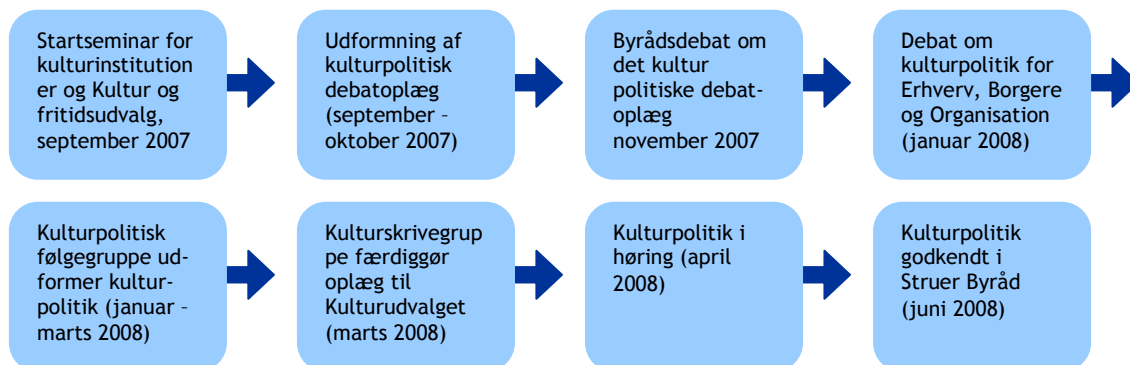 Startseminar for
kulturinstitution
er og Kultur og
fritidsudvalg,
september 2007
Udformning af
kulturpolitisk
debatoplæg
(september –
oktober 2007)
Byrådsdebat om
det kultur
politiske debat-
oplæg
november 2007
Debat om
kulturpolitik for
Erhverv, Borgere
og Organisation
(januar 2008)
Kulturpolitisk
følgegruppe ud-
former kultur-
politik (januar –
marts 2008)
Kulturskrivegrup
pe færdiggør
oplæg til
Kulturudvalget
(marts 2008)
Kulturpolitik i
høring (april
2008)
Kulturpolitik
godkendt i
Struer Byråd
(juni 2008)